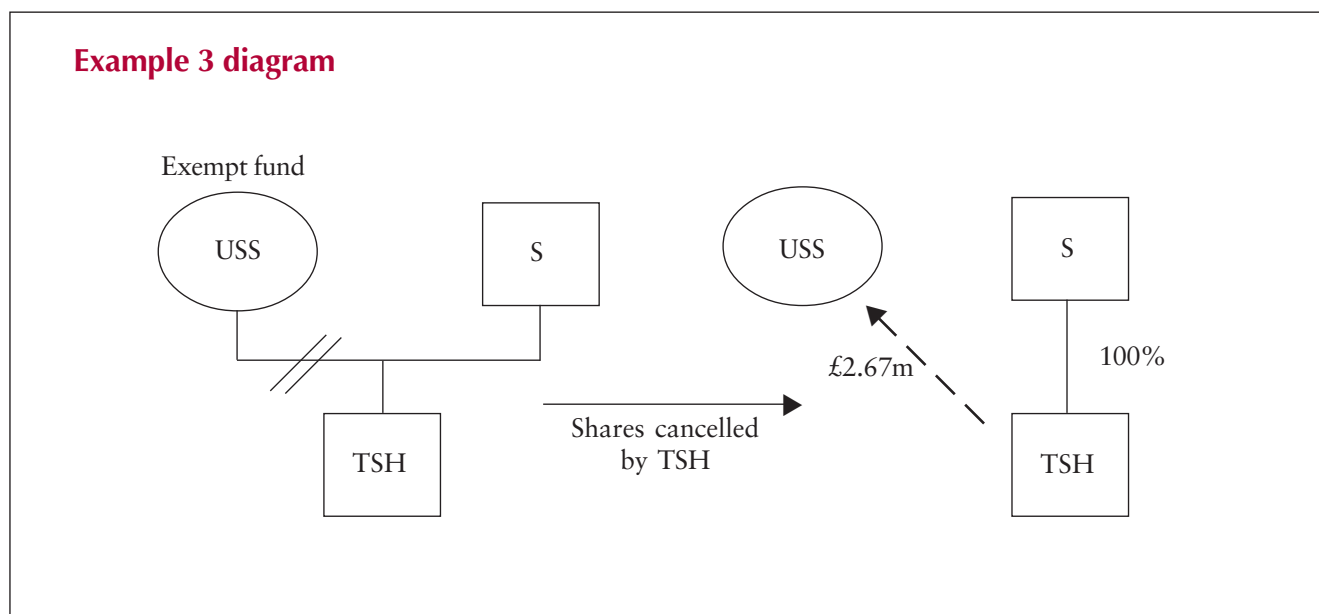 Example 3 diagram
Exempt fund
USS
S
TSH
Shares cancelled
by TSH
USS
£2.67m
S
100%
TSH